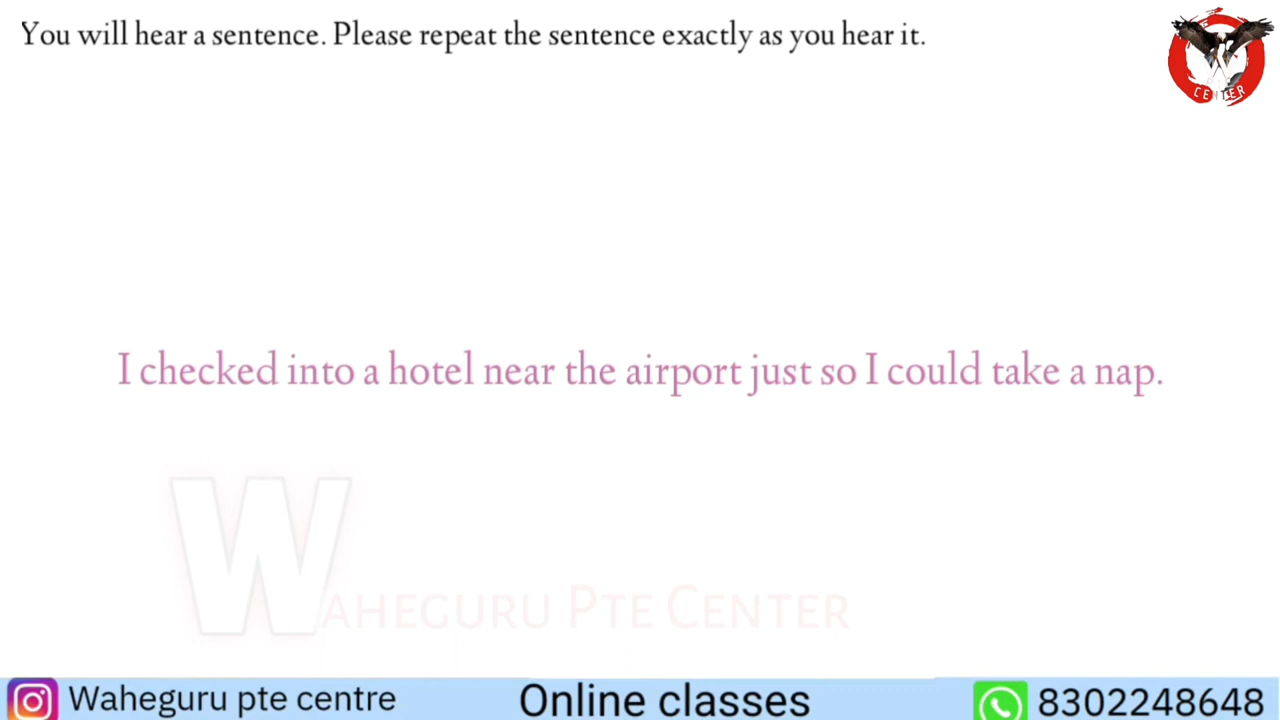 You will hear a sentence. Please repeat the sentence exactly as you hear it.
CENTER
I checked into a hotel near the airport just so I could take a nap.
WAHEGURU PTE CENTER
Waheguru pte centre
Online classes
8302248648